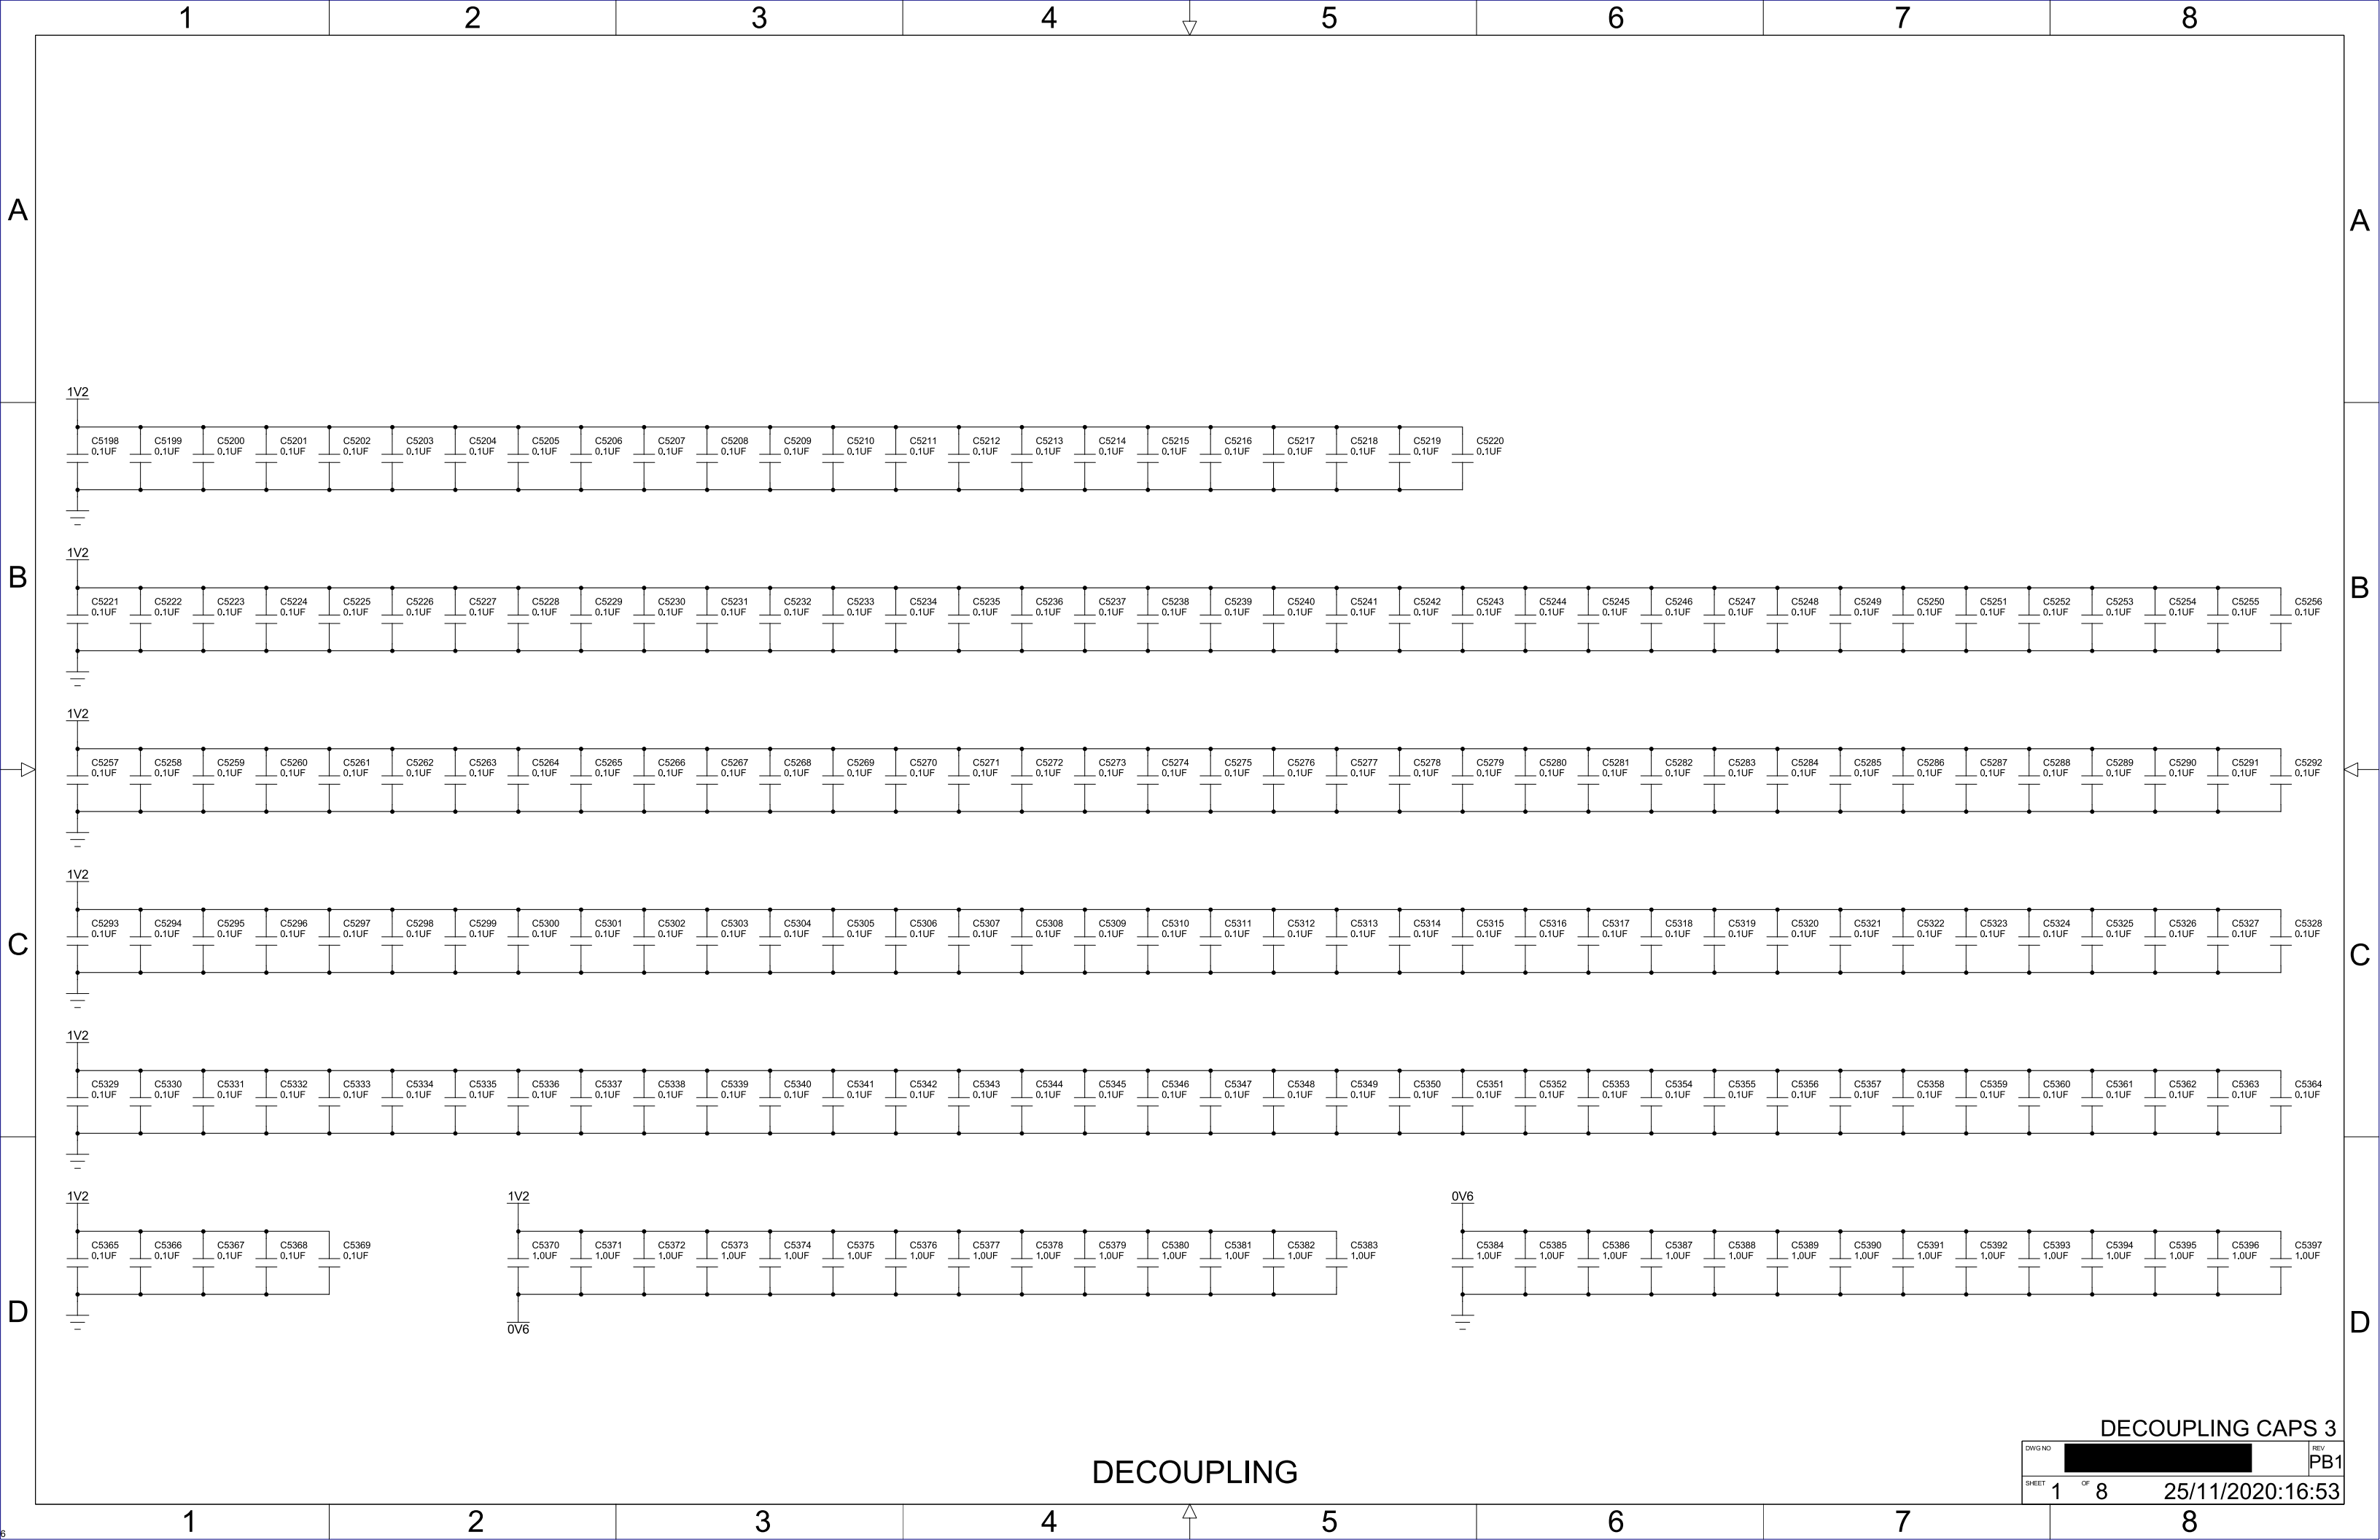 1 2 3 4 5 6 7 8
A A
1V2
C5198 C5199 C5200 C5201 C5202 C5203 C5204 C5205 C5206 C5207 C5208 C5209 C5210 C5211 C5212 C5213 C5214 C5215 C5216 C5217 C5218 C5219 C5220
0.1UF 0.1UF 0.1UF 0.1UF 0.1UF 0.1UF 0.1UF 0.1UF 0.1UF 0.1UF 0.1UF 0.1UF 0.1UF 0.1UF 0.1UF 0.1UF 0.1UF 0.1UF 0.1UF 0.1UF 0.1UF 0.1UF 0.1UF
1V2
B B
C5221 C5222 C5223 C5224 C5225 C5226 C5227 C5228 C5229 C5230 C5231 C5232 C5233 C5234 C5235 C5236 C5237 C5238 C5239 C5240 C5241 C5242 C5243 C5244 C5245 C5246 C5247 C5248 C5249 C5250 C5251 C5252 C5253 C5254 C5255 C5256
0.1UF 0.1UF 0.1UF 0.1UF 0.1UF 0.1UF 0.1UF 0.1UF 0.1UF 0.1UF 0.1UF 0.1UF 0.1UF 0.1UF 0.1UF 0.1UF 0.1UF 0.1UF 0.1UF 0.1UF 0.1UF 0.1UF 0.1UF 0.1UF 0.1UF 0.1UF 0.1UF 0.1UF 0.1UF 0.1UF 0.1UF 0.1UF 0.1UF 0.1UF 0.1UF 0.1UF
1V2
C5257 C5258 C5259 C5260 C5261 C5262 C5263 C5264 C5265 C5266 C5267 C5268 C5269 C5270 C5271 C5272 C5273 C5274 C5275 C5276 C5277 C5278 C5279 C5280 C5281 C5282 C5283 C5284 C5285 C5286 C5287 C5288 C5289 C5290 C5291 C5292
0.1UF 0.1UF 0.1UF 0.1UF 0.1UF 0.1UF 0.1UF 0.1UF 0.1UF 0.1UF 0.1UF 0.1UF 0.1UF 0.1UF 0.1UF 0.1UF 0.1UF 0.1UF 0.1UF 0.1UF 0.1UF 0.1UF 0.1UF 0.1UF 0.1UF 0.1UF 0.1UF 0.1UF 0.1UF 0.1UF 0.1UF 0.1UF 0.1UF 0.1UF 0.1UF 0.1UF
1V2
C5293 C5294 C5295 C5296 C5297 C5298 C5299 C5300 C5301 C5302 C5303 C5304 C5305 C5306 C5307 C5308 C5309 C5310 C5311 C5312 C5313 C5314 C5315 C5316 C5317 C5318 C5319 C5320 C5321 C5322 C5323 C5324 C5325 C5326 C5327 C5328
0.1UF 0.1UF 0.1UF 0.1UF 0.1UF 0.1UF 0.1UF 0.1UF 0.1UF 0.1UF 0.1UF 0.1UF 0.1UF 0.1UF 0.1UF 0.1UF 0.1UF 0.1UF 0.1UF 0.1UF 0.1UF 0.1UF 0.1UF 0.1UF 0.1UF 0.1UF 0.1UF 0.1UF 0.1UF 0.1UF 0.1UF 0.1UF 0.1UF 0.1UF 0.1UF 0.1UF
C C
1V2
C5329 C5330 C5331 C5332 C5333 C5334 C5335 C5336 C5337 C5338 C5339 C5340 C5341 C5342 C5343 C5344 C5345 C5346 C5347 C5348 C5349 C5350 C5351 C5352 C5353 C5354 C5355 C5356 C5357 C5358 C5359 C5360 C5361 C5362 C5363 C5364
0.1UF 0.1UF 0.1UF 0.1UF 0.1UF 0.1UF 0.1UF 0.1UF 0.1UF 0.1UF 0.1UF 0.1UF 0.1UF 0.1UF 0.1UF 0.1UF 0.1UF 0.1UF 0.1UF 0.1UF 0.1UF 0.1UF 0.1UF 0.1UF 0.1UF 0.1UF 0.1UF 0.1UF 0.1UF 0.1UF 0.1UF 0.1UF 0.1UF 0.1UF 0.1UF 0.1UF
1V2 1V2 0V6
C5365 C5366 C5367 C5368 C5369 C5370 C5371 C5372 C5373 C5374 C5375 C5376 C5377 C5378 C5379 C5380 C5381 C5382 C5383 C5384 C5385 C5386 C5387 C5388 C5389 C5390 C5391 C5392 C5393 C5394 C5395 C5396 C5397
0.1UF 0.1UF 0.1UF 0.1UF 0.1UF 1.0UF 1.0UF 1.0UF 1.0UF 1.0UF 1.0UF 1.0UF 1.0UF 1.0UF 1.0UF 1.0UF 1.0UF 1.0UF 1.0UF 1.0UF 1.0UF 1.0UF 1.0UF 1.0UF 1.0UF 1.0UF 1.0UF 1.0UF 1.0UF 1.0UF 1.0UF 1.0UF 1.0UF
D D
0V6
DECOUPLING CAPS 3
DWG NO REV
PB1
DECOUPLING
SHEET 1 OF 8 25/11/2020:16:53
1 2 3 4 5 6 7 8
6